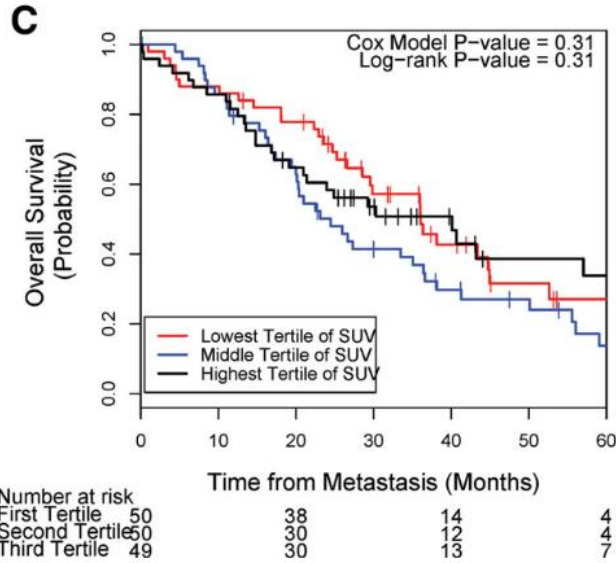 C
Cox Model P-value = 0.31
Log-rank P-value = 0.31
Overall Survival
(Probability)
1.0
0.8
0.6
0.4
0.2
0.0
Lowest Tertile of SUV
Middle Tertile of SUV
Highest Tertile of SUV
0 10 20 30 40 50 60
Time from Metastasis (Months)
Number at risk
First Tertile 50 38 14 4
Second Tertile 50 30 12 4
Third Tertile 49 30 13 7